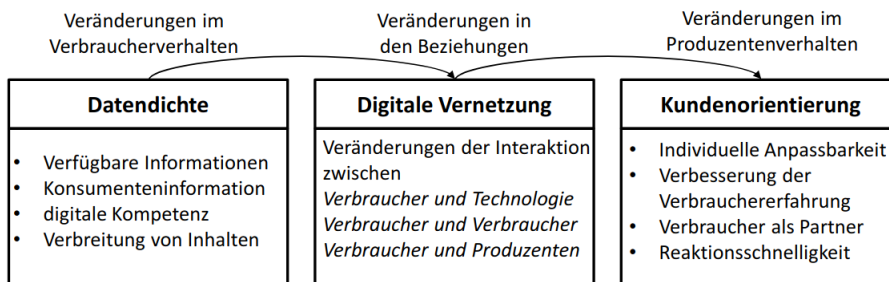 Veränderungen im
Verbraucherverhalten
Veränderungen in
den Beziehungen
Veränderungen im
Produzentenverhalten
Datendichte
• Verfügbare Informationen
• Konsumenteninformation
• digitale Kompetenz
• Verbreitung von Inhalten
Digitale Vernetzung
Veränderungen der Interaktion
zwischen
Verbraucher und Technologie
Verbraucher und Verbraucher
Verbraucher und Produzenten
Kundenorientierung
• Individuelle Anpassbarkeit
• Verbesserung der
Verbrauchererfahrung
• Verbraucher als Partner
• Reaktionsschnelligkeit